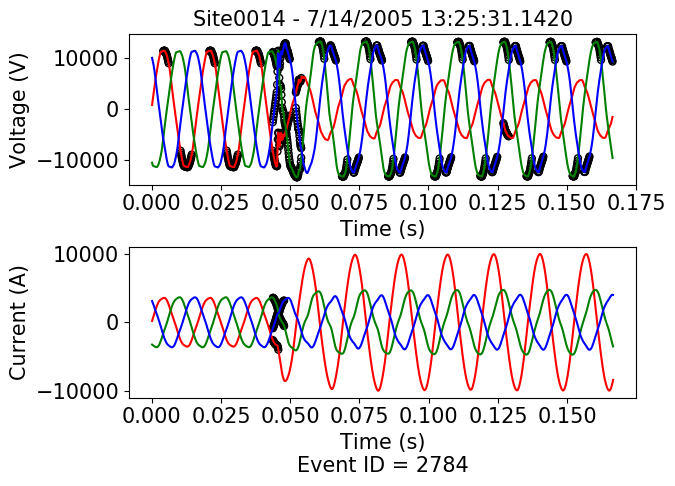 Site0014 - 7/14/2005 13:25:31.1420
Voltage (V)
10000
0
−10000
0.000 0.025 0.050 0.075 0.100 0.125 0.150 0.175
Time (s)
Current (A)
10000
0
−10000
0.000 0.025 0.050 0.075 0.100 0.125 0.150
Time (s)
Event ID = 2784